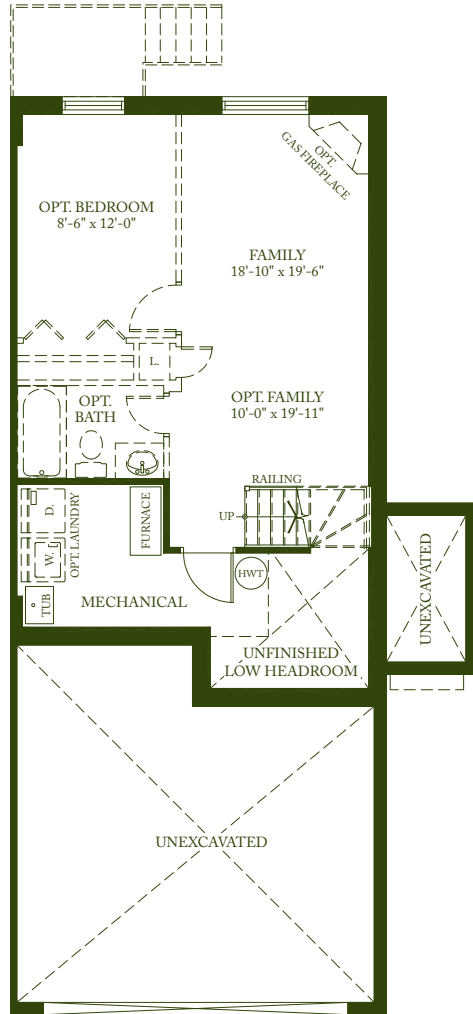 OPT.
GAS FIREPLACE
OPT. BEDROOM
8'-6" x 12'-0"
FAMILY
18'-10" x 19'-6"
L.
OPT.
BATH
OPT. FAMILY
10'-0" x 19'-11"
RAILING
UP
D.
W.
OPT. LAUNDRY
FURNACE
TUB
MECHANICAL
HWT
UNEXCAVATED
UNFINISHED
LOW HEADROOM
UNEXCAVATED